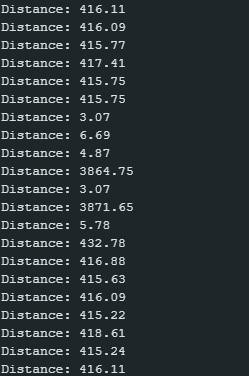 Distance: 416.11
Distance: 416.09
Distance: 415.77
Distance: 417.41
Distance: 415.75
Distance: 415.75
Distance: 3.07
Distance: 6.69
Distance: 4.87
Distance: 3864.75
Distance: 3.07
Distance: 3871.65
Distance: 5.78
Distance: 432.78
Distance: 416.88
Distance: 415.63
Distance: 416.09
Distance: 415.22
Distance: 418.61
Distance: 415.24
Distance: 416.11